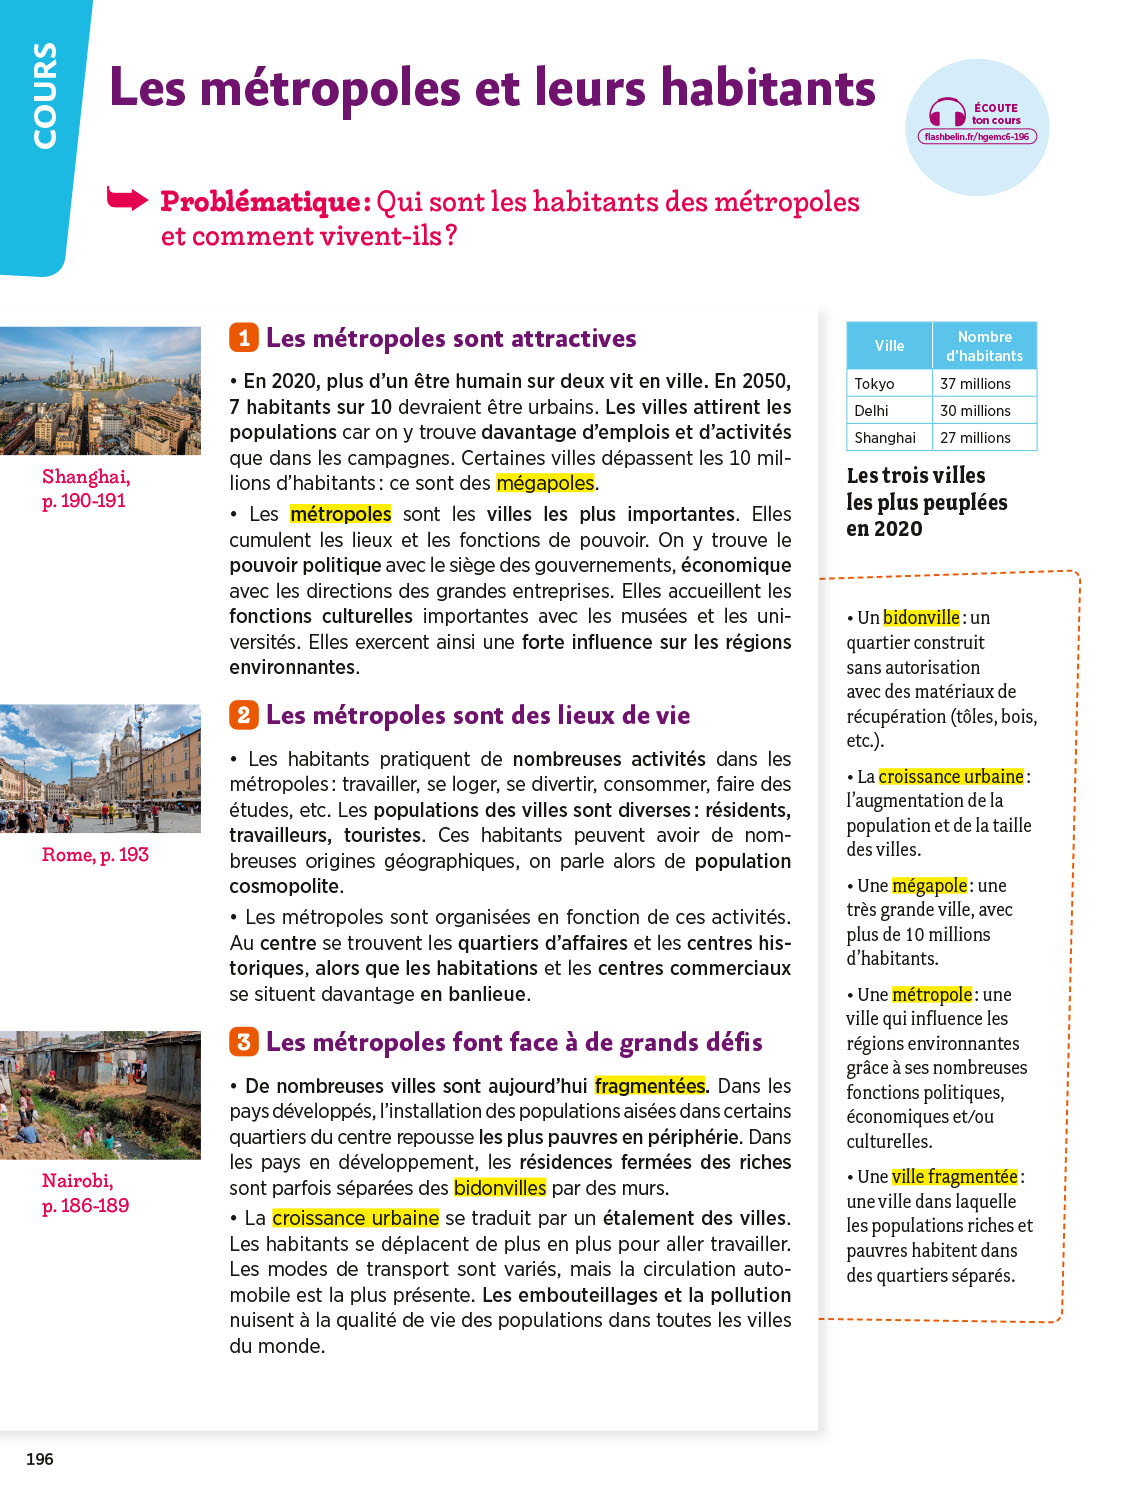 COURS
Les métropoles et leurs habitants
ÉCOUTE
ton cours
flashbelin.fr/hgemc6-196
Problématique : Qui sont les habitants des métropoles
et comment vivent-ils ?
Shanghai,
p. 190-191
1 Les métropoles sont attractives
• En 2020, plus d’un être humain sur deux vit en ville. En 2050,
7 habitants sur 10 devraient être urbains. Les villes attirent les
populations car on y trouve davantage d’emplois et d’activités
que dans les campagnes. Certaines villes dépassent les 10 mil-
lions d’habitants : ce sont des mégapoles.
• Les métropoles sont les villes les plus importantes. Elles
cumulent les lieux et les fonctions de pouvoir. On y trouve le
pouvoir politique avec le siège des gouvernements, économique
avec les directions des grandes entreprises. Elles accueillent les
fonctions culturelles importantes avec les musées et les uni-
versités. Elles exercent ainsi une forte influence sur les régions
environnantes.
Rome, p. 193
2 Les métropoles sont des lieux de vie
• Les habitants pratiquent de nombreuses activités dans les
métropoles : travailler, se loger, se divertir, consommer, faire des
études, etc. Les populations des villes sont diverses : résidents,
travailleurs, touristes. Ces habitants peuvent avoir de nom-
breuses origines géographiques, on parle alors de population
cosmopolite.
• Les métropoles sont organisées en fonction de ces activités.
Au centre se trouvent les quartiers d’affaires et les centres his-
toriques, alors que les habitations et les centres commerciaux
se situent davantage en banlieue.
Nairobi,
p. 186-189
3 Les métropoles font face à de grands défis
• De nombreuses villes sont aujourd’hui fragmentées. Dans les
pays développés, l’installation des populations aisées dans certains
quartiers du centre repousse les plus pauvres en périphérie. Dans
les pays en développement, les résidences fermées des riches
sont parfois séparées des bidonvilles par des murs.
• La croissance urbaine se traduit par un étalement des villes.
Les habitants se déplacent de plus en plus pour aller travailler.
Les modes de transport sont variés, mais la circulation auto-
mobile est la plus présente. Les embouteillages et la pollution
nuisent à la qualité de vie des populations dans toutes les villes
du monde.
Ville Nombre
d’habitants
Tokyo 37 millions
Delhi 30 millions
Shanghai 27 millions
Les trois villes
les plus peuplées
en 2020
• Un bidonville : un
quartier construit
sans autorisation
avec des matériaux de
récupération (tôles, bois,
etc.).
• La croissance urbaine :
l’augmentation de la
population et de la taille
des villes.
• Une mégapole : une
très grande ville, avec
plus de 10 millions
d’habitants.
• Une métropole : une
ville qui influence les
régions environnantes
grâce à ses nombreuses
fonctions politiques,
économiques et/ou
culturelles.
• Une ville fragmentée :
une ville dans laquelle
les populations riches et
pauvres habitent dans
des quartiers séparés.
196